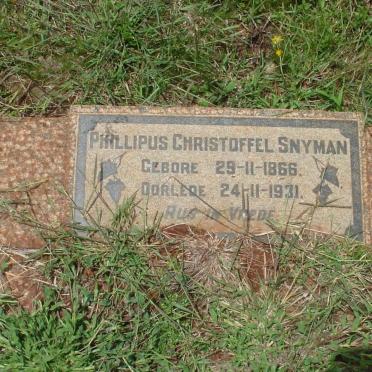 PHILLIPUS CHRISTOFFEL SNYMAN
GEBORE 29-11-1866.
OORLEDE 24-11-1931.
RUS IN VREDE